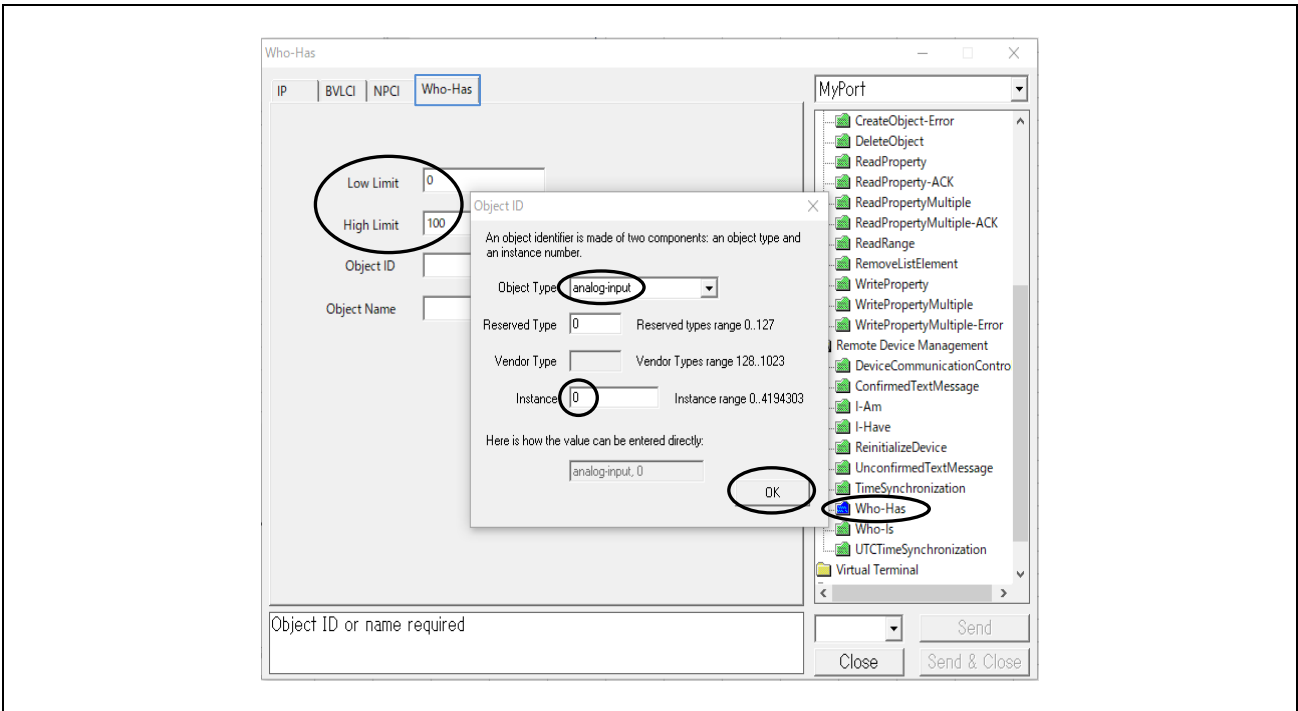 Who-Has
IP BVLCI NPCI Who-Has
Low Limit 0
High Limit 100
Object ID
Object Name
Object ID
An object identifier is made of two components: an object type and
an instance number.
Object Type analog-input
Reserved Type 0 Reserved types range 0..127
Vendor Type Vendor Types range 128..1023
Instance 0 Instance range 0..4194303
Here is how the value can be entered directly:
analog-input, 0
OK
MyPort
CreateObject-Error
DeleteObject
ReadProperty
ReadProperty-ACK
ReadPropertyMultiple
ReadPropertyMultiple-ACK
ReadRange
RemoveListElement
WriteProperty
WritePropertyMultiple
WritePropertyMultiple-Error
Remote Device Management
DeviceCommunicationContro
ConfirmedTextMessage
I-Am
I-Have
ReinitializeDevice
UnconfirmedTextMessage
TimeSynchronization
Who-Has
Who-Is
UTCTimeSynchronization
Virtual Terminal
Object ID or name required
Send
Close Send & Close